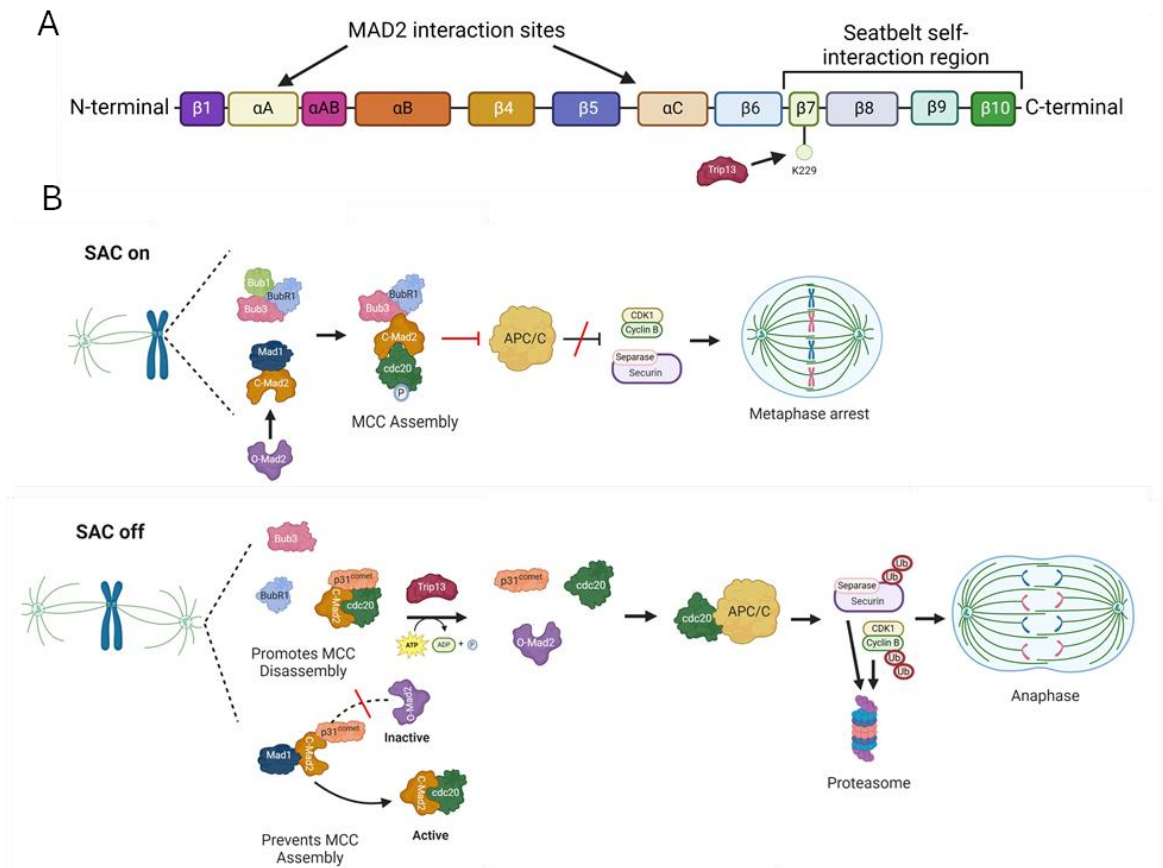 A
MAD2 interaction sites
Seatbelt self-
interaction region
N-terminal
β1
αA
αAB
αB
β4
β5
αC
β6
β7
β8
β9
β10
C-terminal
Trip13
K229
B
SAC on
Bub1
BubR1
Bub3
Mad1
C-Mad2
O-Mad2
BubR1
Bub3
C-Mad2
cdc20
P
MCC Assembly
APC/C
CDK1
Cyclin B
Separase
Securin
Metaphase arrest
SAC off
Bub3
BubR1
p31comet
C-Mad2
cdc20
Promotes MCC
Disassembly
Trip13
ATP
ADP + P
p31comet
cdc20
O-Mad2
cdc20
APC/C
Separase
Securin
Ub
Ub
CDK1
Cyclin B
Ub
Ub
Anaphase
Proteasome
Mad1
C-Mad2
p31comet
O-Mad2
Inactive
C-Mad2
cdc20
Active
Prevents MCC
Assembly